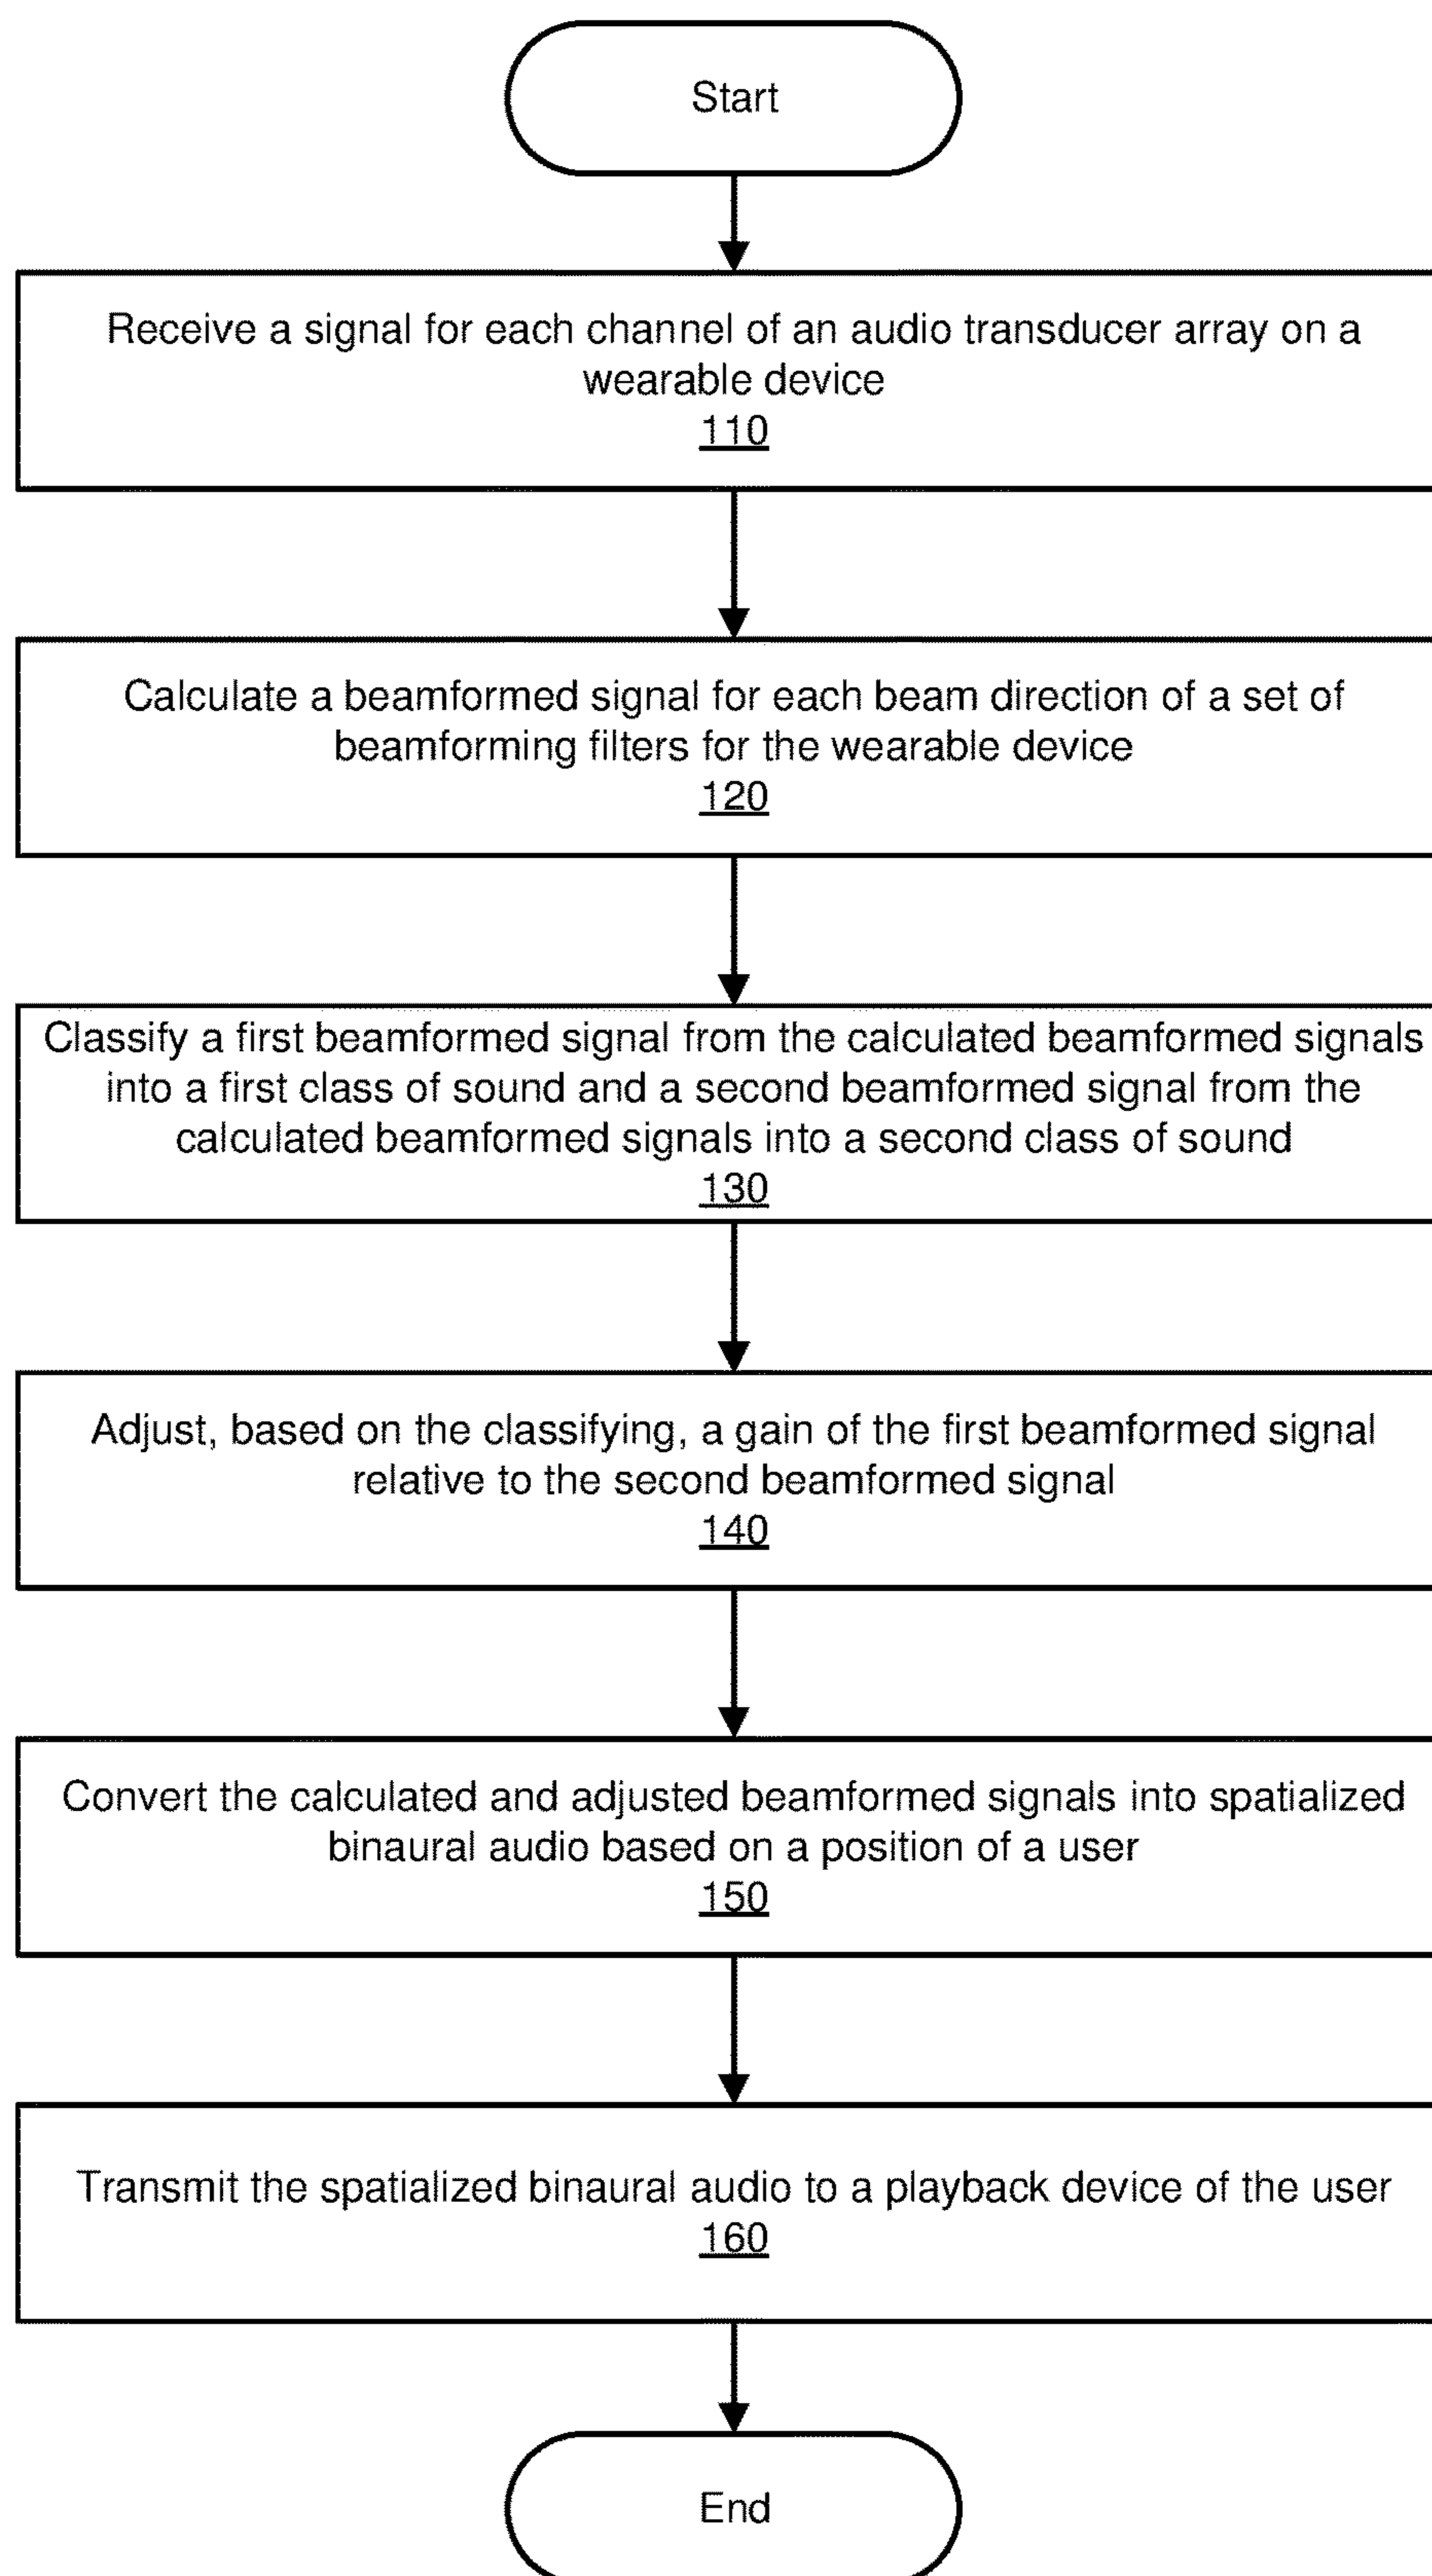 Start
Receive a signal for each channel of an audio transducer array on a
wearable device
110
Calculate a beamformed signal for each beam direction of a set of
beamforming filters for the wearable device
120
Classify a first beamformed signal from the calculated beamformed signals
into a first class of sound and a second beamformed signal from the
calculated beamformed signals into a second class of sound
130
Adjust, based on the classifying, a gain of the first beamformed signal
relative to the second beamformed signal
140
Convert the calculated and adjusted beamformed signals into spatialized
binaural audio based on a position of a user
150
Transmit the spatialized binaural audio to a playback device of the user
160
End